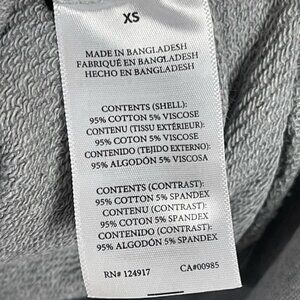 XS
MADE IN BANGLADESH
FABRIQUÉ EN BANGLADESH
HECHO EN BANGLADESH
CONTENTS (SHELL):
95% COTTON 5% VISCOSE
CONTENU (TISSU EXTÉRIEUR):
95% COTON 5% VISCOSE
CONTENIDO (TEJIDO EXTERNO):
95% ALGODÓN 5% VISCOSA
CONTENTS (CONTRAST):
95% COTTON 5% SPANDEX
CONTENU (CONTRAST):
95% COTON 5% SPANDEX
CONTENIDO (CONTRAST):
95% ALGODÓN 5% SPANDEX
RN# 124917 CA#00985